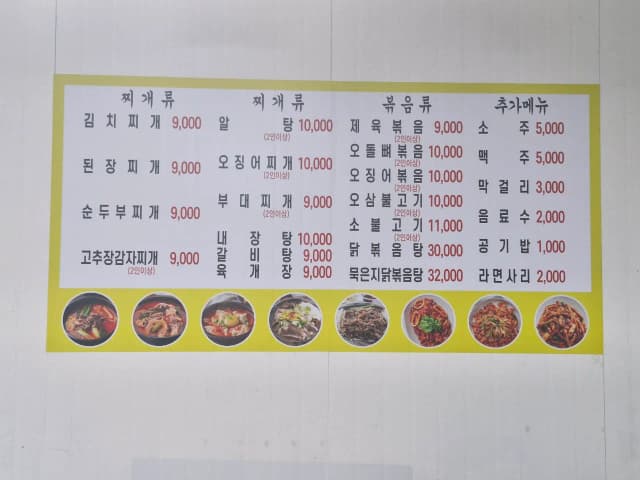 찌개류
김치찌개 9,000
된장찌개 9,000
순두부찌개 9,000
고추장감자찌개 9,000
(2인이상)
찌개류
알탕 10,000
(2인이상)
오징어찌개 10,000
(2인이상)
부대찌개 9,000
(2인이상)
내장탕 10,000
갈비탕 9,000
육개장 9,000
볶음류
제육볶음 9,000
(2인이상)
오돌뼈볶음 10,000
(2인이상)
오징어볶음 10,000
(2인이상)
오삼불고기 10,000
(2인이상)
소불고기 11,000
(2인이상)
닭볶음탕 30,000
묵은지닭볶음탕 32,000
추가메뉴
소주 5,000
맥주 5,000
막걸리 3,000
음료수 2,000
공기밥 1,000
라면사리 2,000